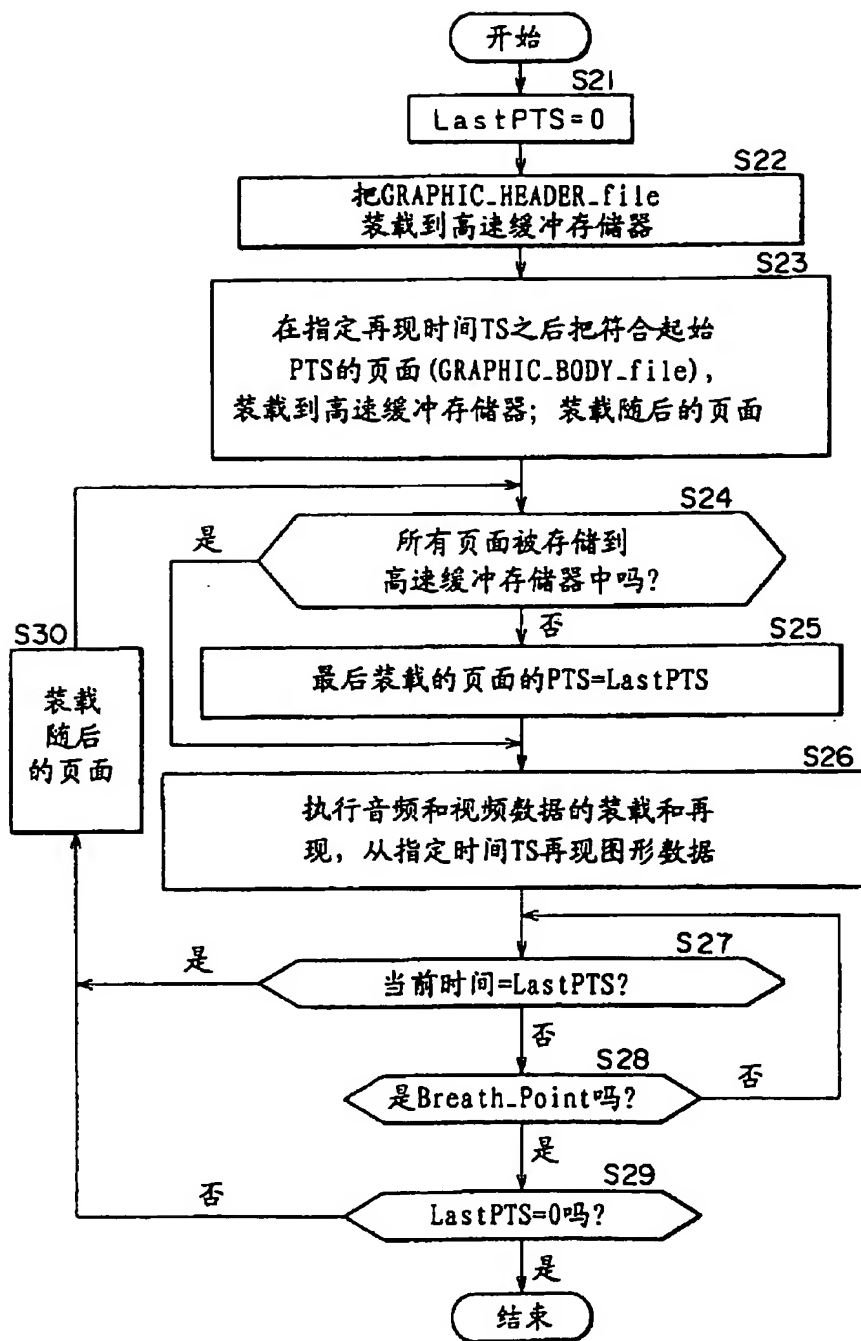 开始
S21
LastPTS=0
S22
把GRAPHIC_HEADER_file
装载到高速缓冲存储器
S23
在指定再现时间TS之后把符合起始
PTS的页面(GRAPHIC_BODY_file),
装载到高速缓冲存储器; 装载随后的页面
S24
是
所有页面被存储到
高速缓冲存储器中吗?
否
S30
装载
随后
的页面
S25
最后装载的页面的PTS=LastPTS
S26
执行音频和视频数据的装载和再
现, 从指定时间TS再现图形数据
S27
是
当前时间=LastPTS?
否
S28
是Breath_Point吗?
否
是
S29
否
LastPTS=0吗?
是
结束